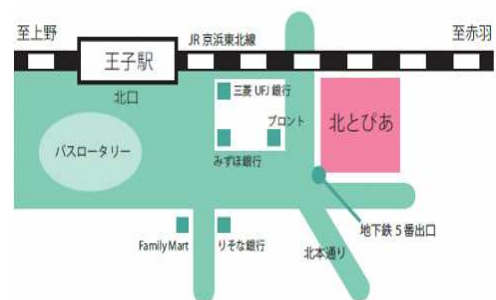 至上野
JR 京浜東北線
至赤羽
王子駅
北口
三菱 UFJ 銀行
プロント
北とぴあ
バスロータリー
みずほ銀行
地下鉄 5 番出口
Family Mart
りそな銀行
北本通り